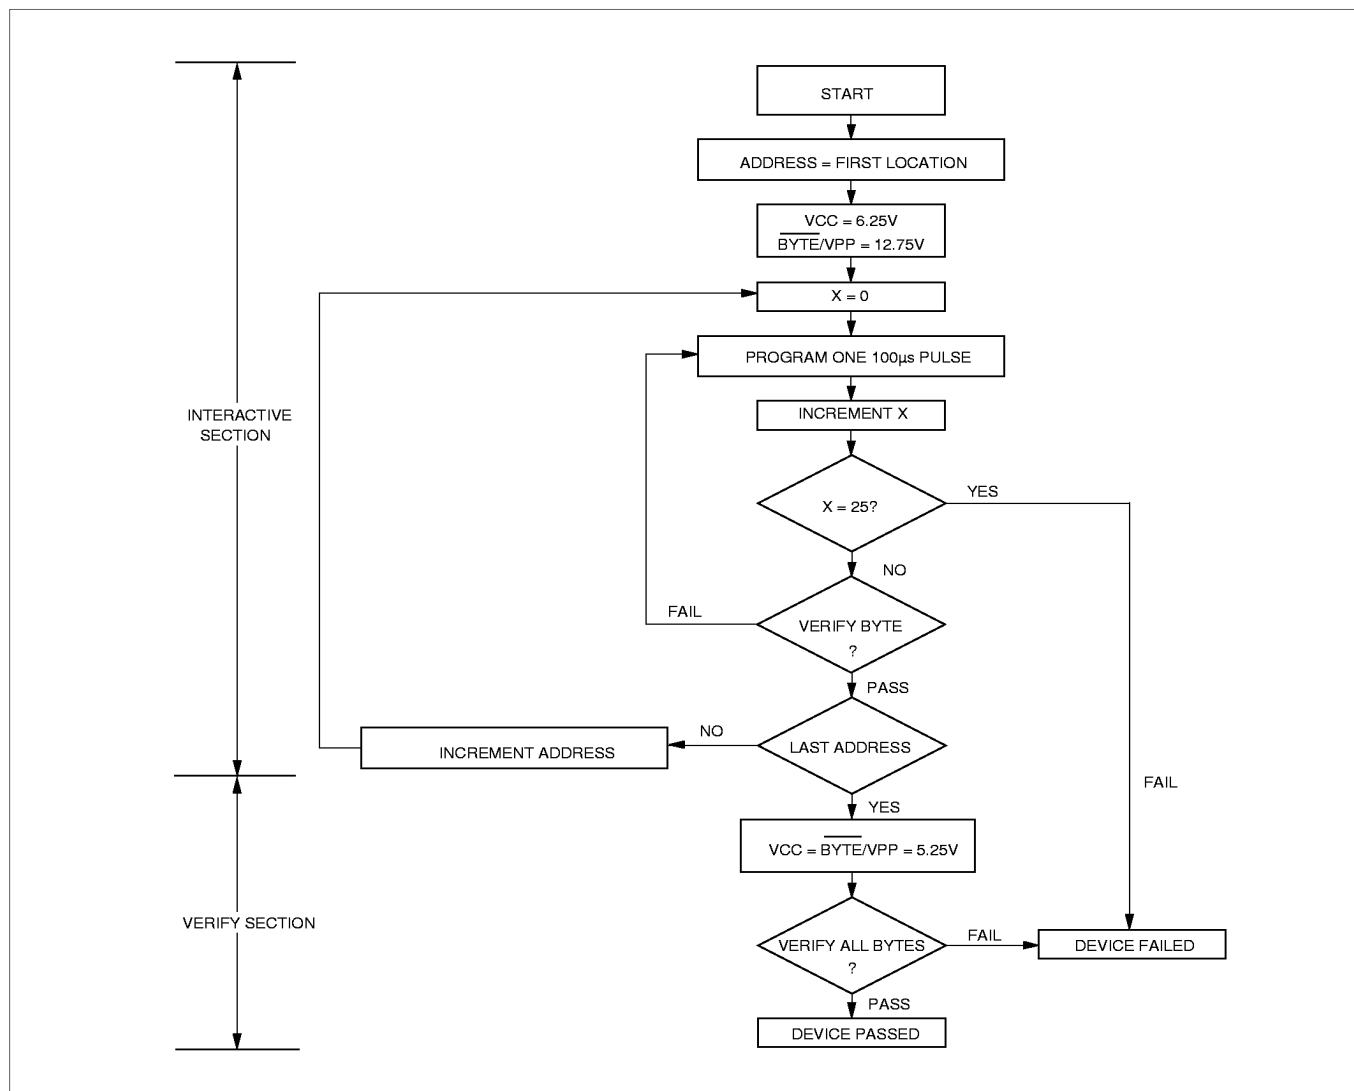 START
ADDRESS = FIRST LOCATION
VCC = 6.25V
BYTE/VPP = 12.75V
X = 0
PROGRAM ONE 100µs PULSE
INTERACTIVE
SECTION
INCREMENT X
X = 25?
YES
NO
FAIL
VERIFY BYTE
?
PASS
NO
LAST ADDRESS
INCREMENT ADDRESS
FAIL
YES
VCC = BYTE/VPP = 5.25V
VERIFY SECTION
VERIFY ALL BYTES
?
FAIL
DEVICE FAILED
PASS
DEVICE PASSED